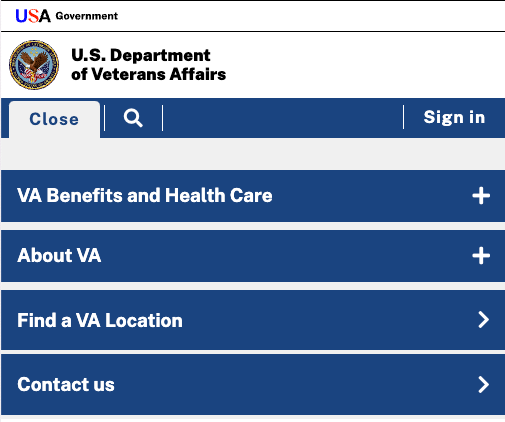 USA Government
U.S. Department
of Veterans Affairs
Close
Sign in
VA Benefits and Health Care
About VA
Find a VA Location
Contact us